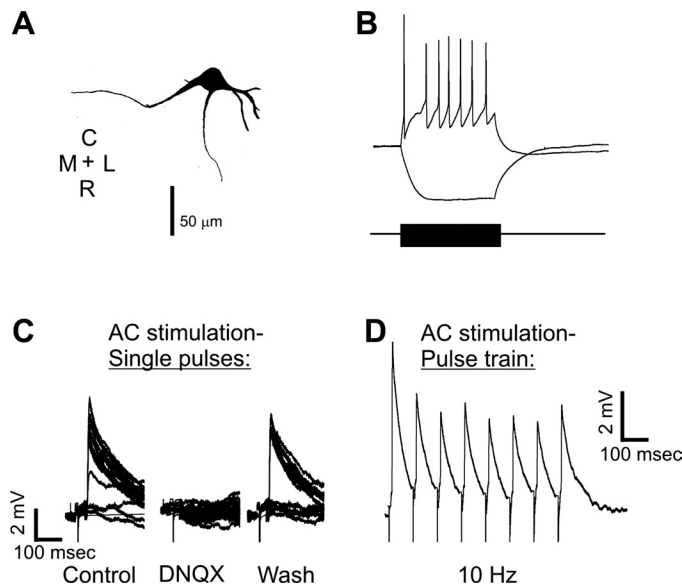 A
B
C
M + L
R
50 μm
C
AC stimulation-
Single pulses:
D
AC stimulation-
Pulse train:
2 mV
100 msec
2 mV
100 msec
Control
DNQX
Wash
10 Hz